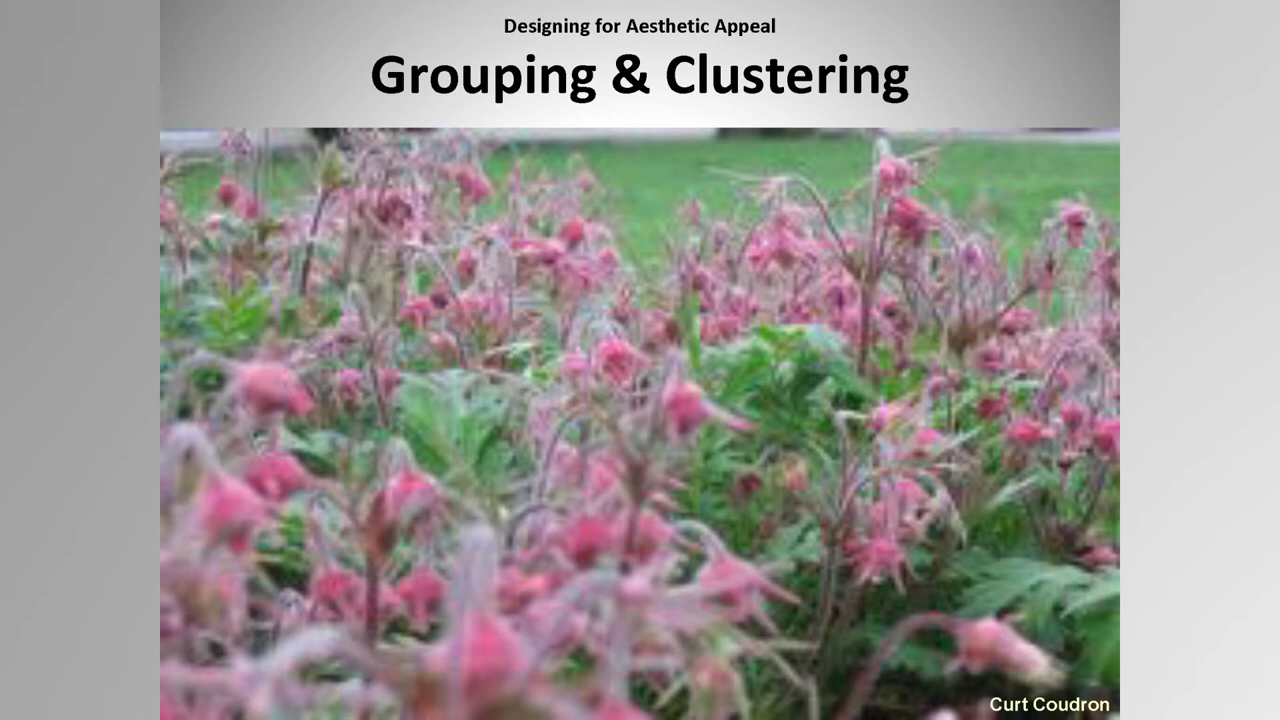 Designing for Aesthetic Appeal
Grouping & Clustering
Curt Coudron